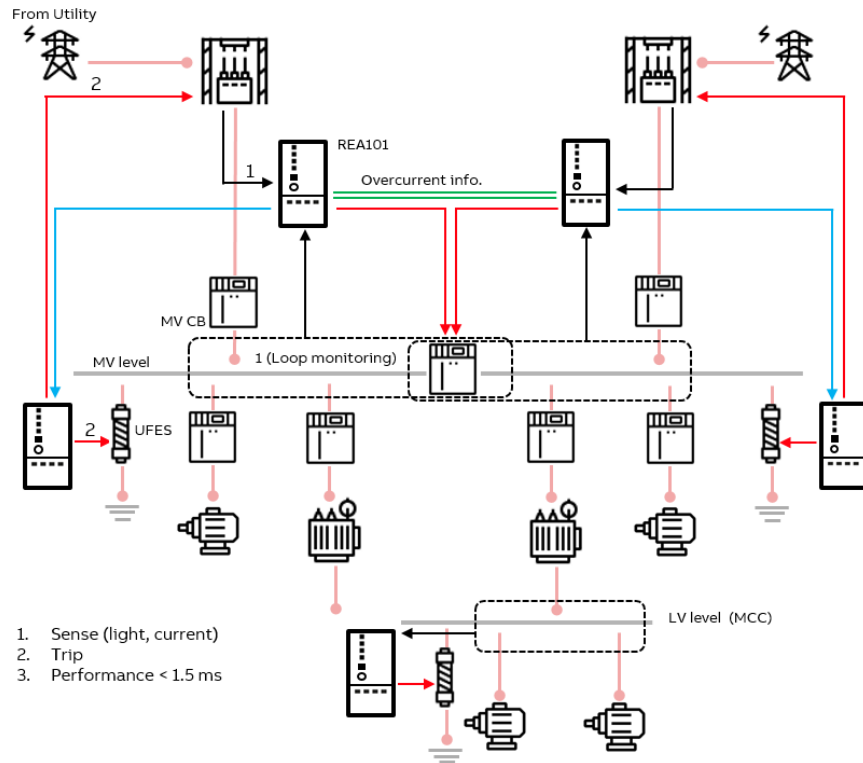 From Utility
2
REA101
1
Overcurrent info.
MV CB
MV level
1 (Loop monitoring)
2
UFES
LV level (MCC)
1. Sense (light, current)
2. Trip
3. Performance < 1.5 ms